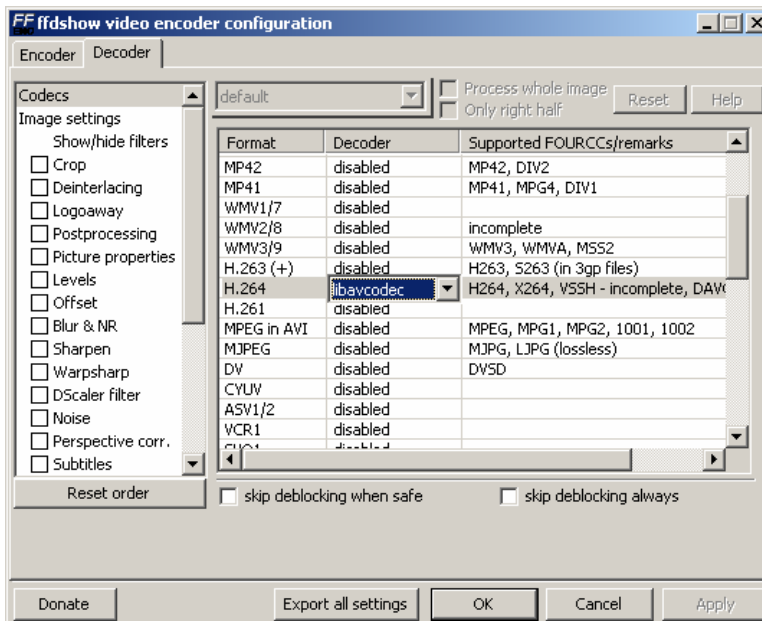 FF ffdshow video encoder configuration
Encoder Decoder
Codecs
Image settings
Show/hide filters
Crop
Deinterlacing
Logoaway
Postprocessing
Picture properties
Levels
Offset
Blur & NR
Sharpen
Warpsharp
DScaler filter
Noise
Perspective corr.
Subtitles
Reset order
default
Process whole image
Only right half
Reset Help
Format Decoder Supported FOURCCs/remarks
MP42 disabled MP42, DIV2
MP41 disabled MP41, MPG4, DIV1
WMV1/7 disabled
WMV2/8 disabled incomplete
WMV3/9 disabled WMV3, WMVA, MSS2
H.263 (+) disabled H263, S263 (in 3gp files)
H.264 libavcodec H264, X264, VSSH - incomplete,
H.261 disabled
MPEG in AVI disabled MPEG, MPG1, MPG2, 1001, 1002
MJPEG disabled MJPG, LJPG (lossless)
DV disabled DVSD
CYUV disabled
ASV1/2 disabled
VCR1 disabled
skip deblocking when safe skip deblocking always
Donate Export all settings OK Cancel Apply